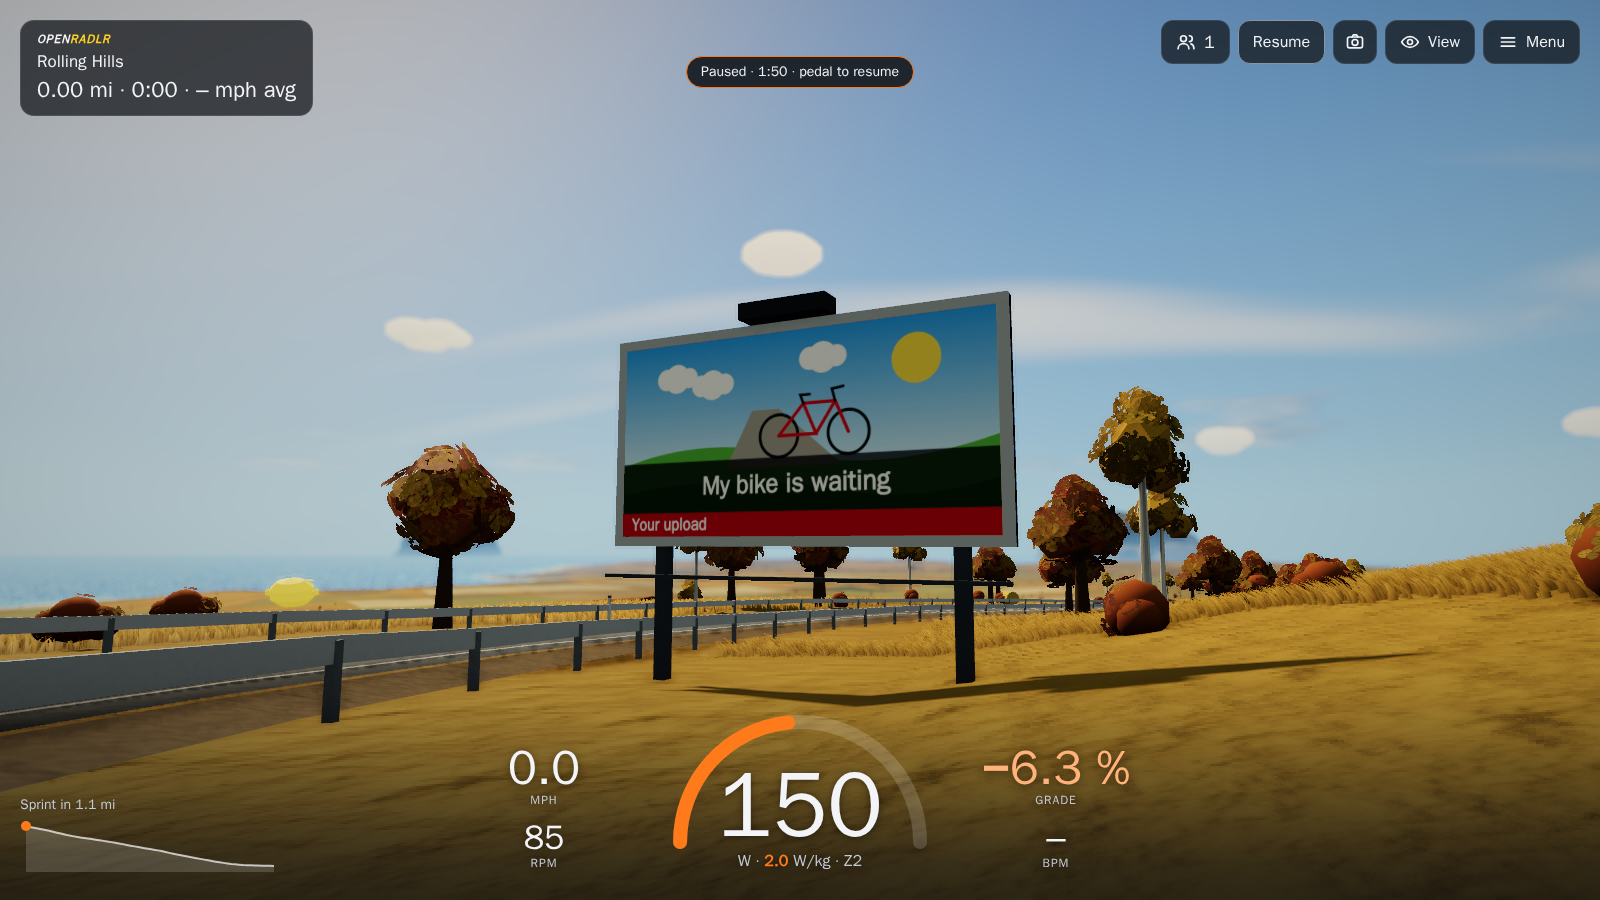 OPENRADLR
Rolling Hills
0.00 mi · 0:00 · – mph avg
Paused · 1:50 · pedal to resume
1
Resume
View
Menu
My bike is waiting
Your upload
Sprint in 1.1 mi
0.0
MPH
85
RPM
150
W · 2.0 W/kg · Z2
–6.3 %
GRADE
–
BPM